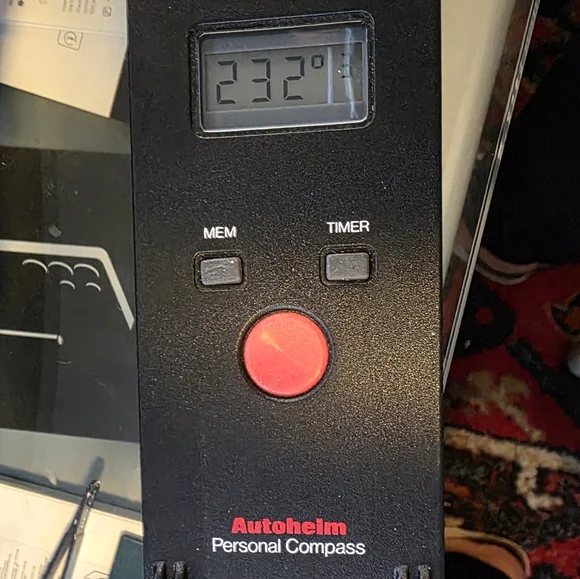 232°
MEM
TIMER
Autohelm
Personal Compass